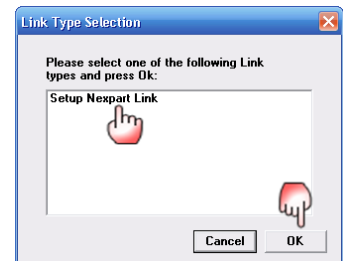 Link Type Selection
Please select one of the following Link
types and press Ok:
Setup Nexpart Link
Cancel
OK